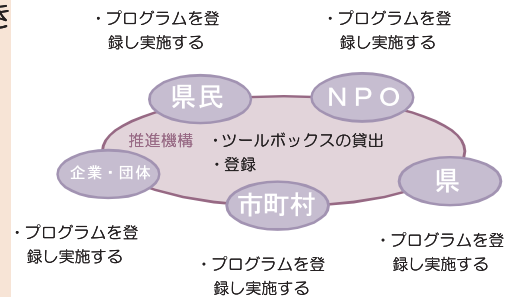 き
・プログラムを登
録し実施する
・プログラムを登
録し実施する
県民
ＮＰＯ
推進機構
・ツールボックスの貸出
・登録
企業・団体
県
市町村
・プログラムを登
録し実施する
・プログラムを登
録し実施する
・プログラムを登
録し実施する